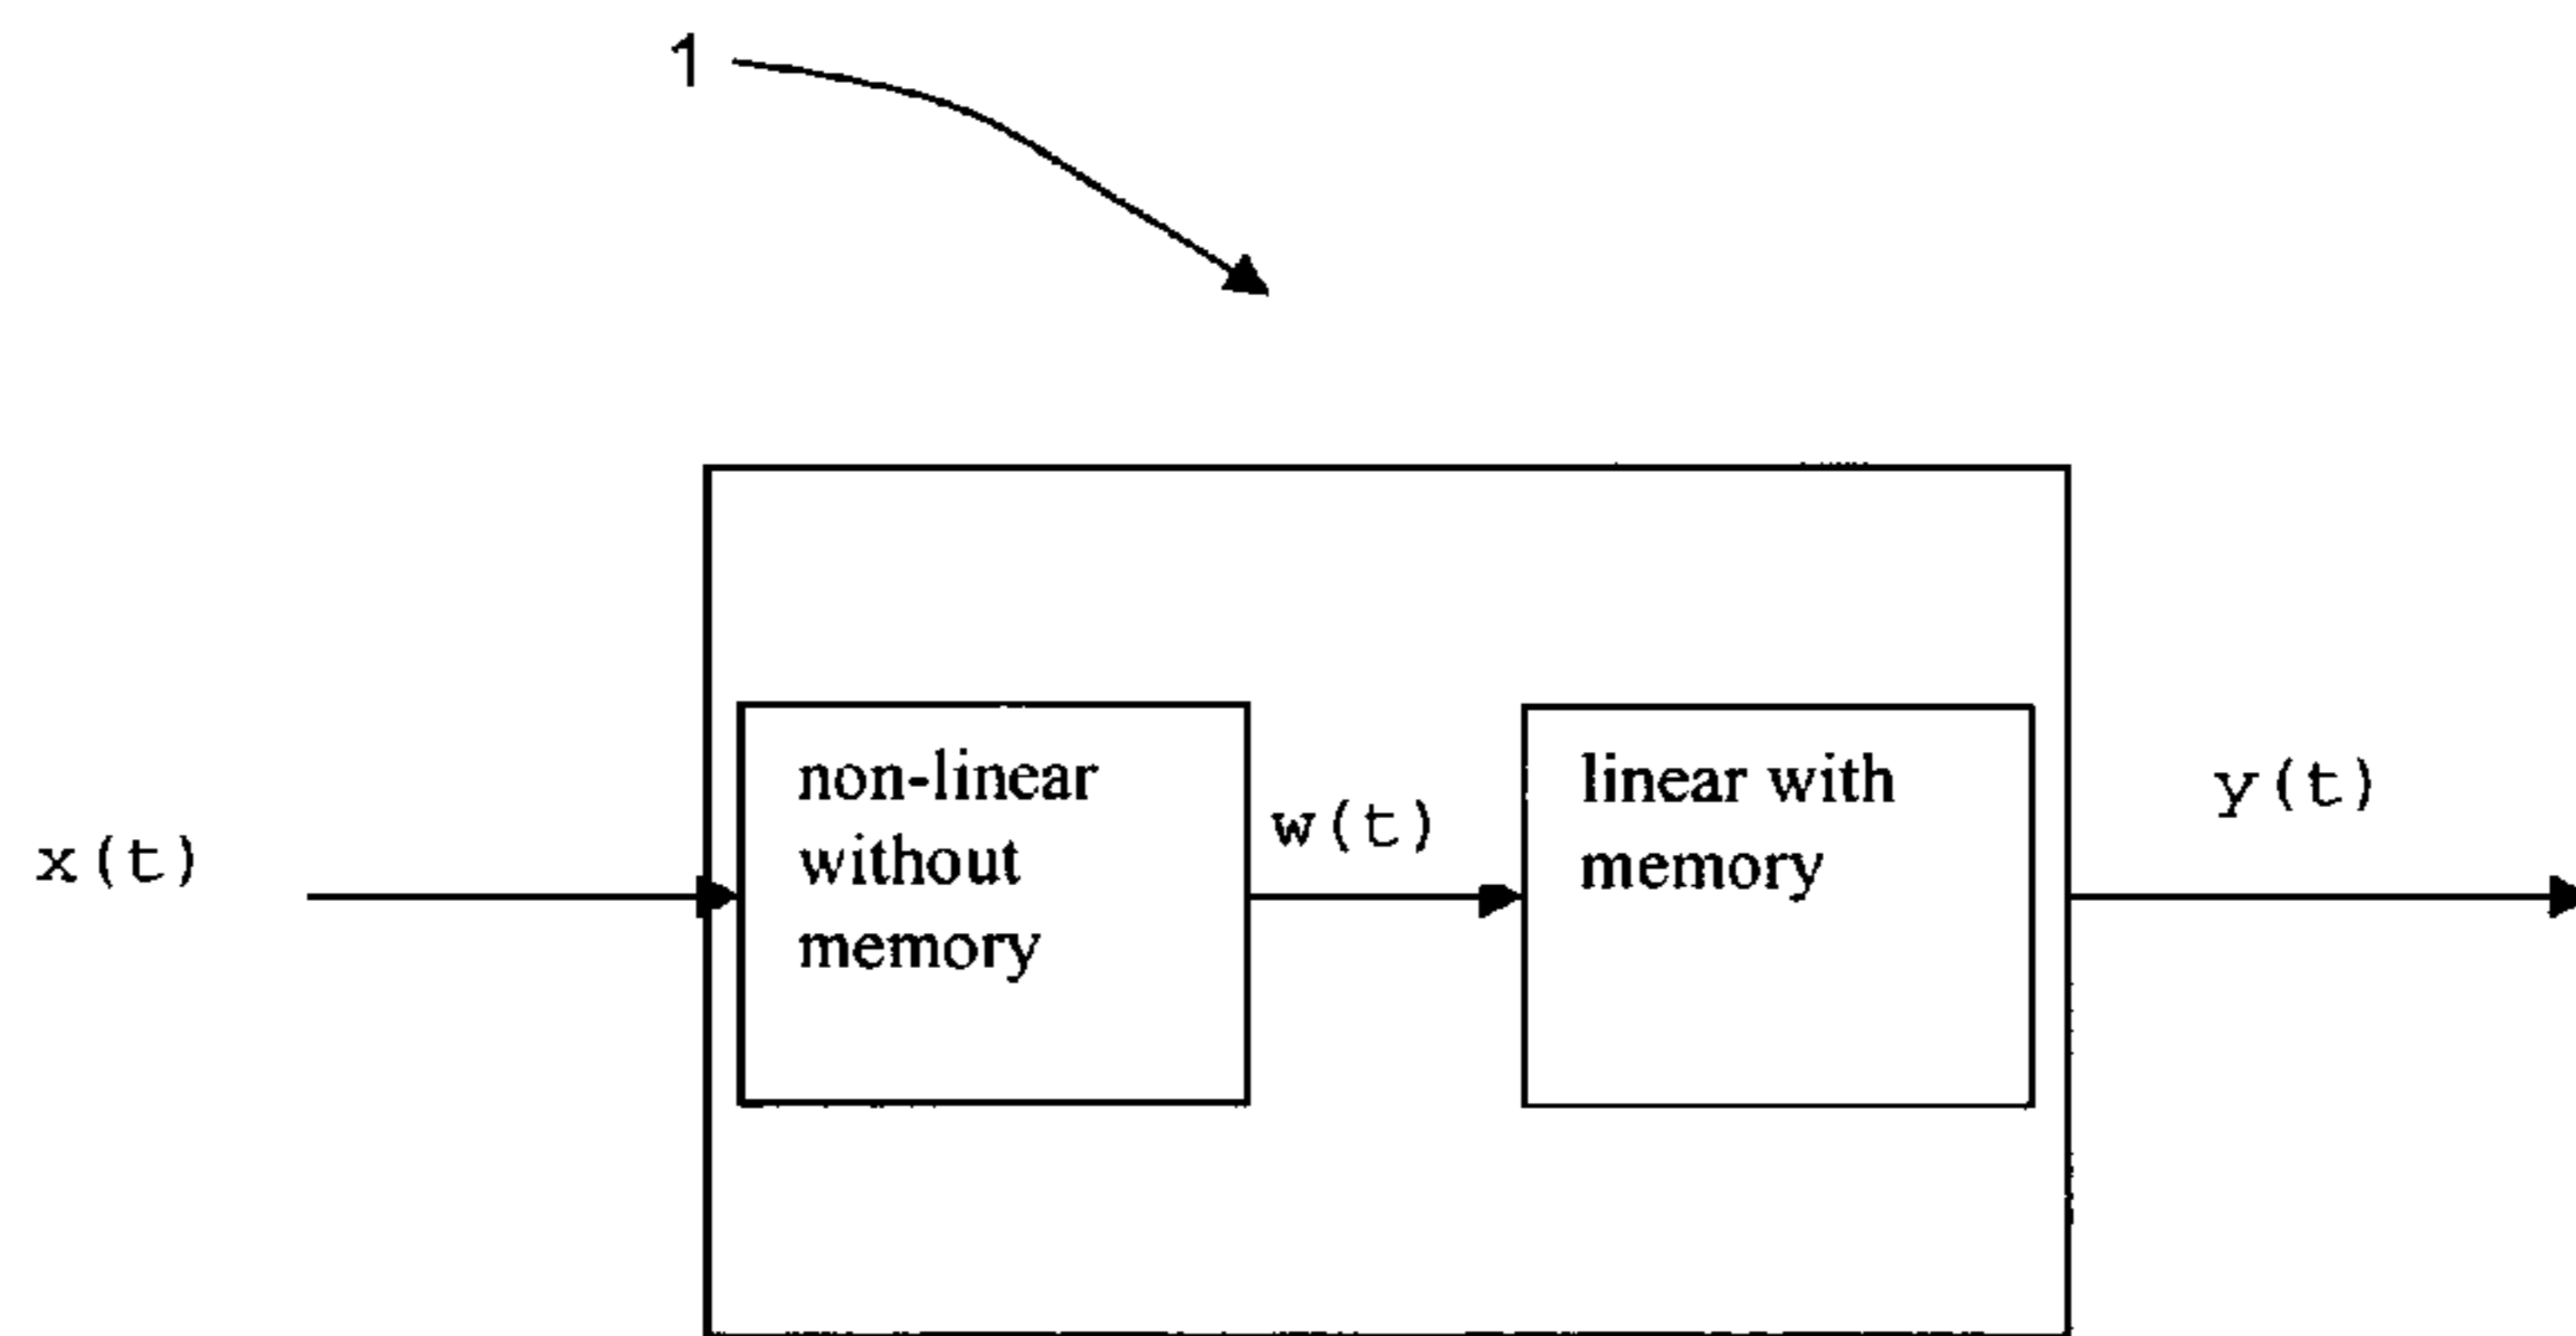 1
x(t)
non-linear
without
memory
w(t)
linear with
memory
y(t)